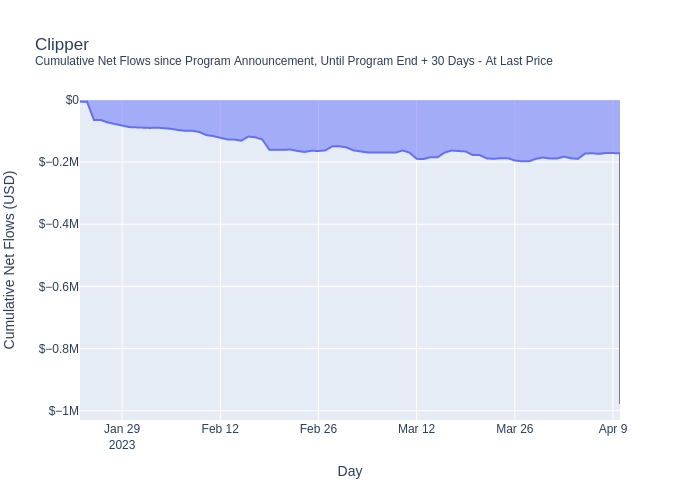 Clipper
Cumulative Net Flows since Program Announcement, Until Program End + 30 Days - At Last Price
$0
$−0.2M
$−0.4M
$−0.6M
$−0.8M
$−1M
Cumulative Net Flows (USD)
Jan 29
2023
Feb 12
Feb 26
Mar 12
Mar 26
Apr 9
Day